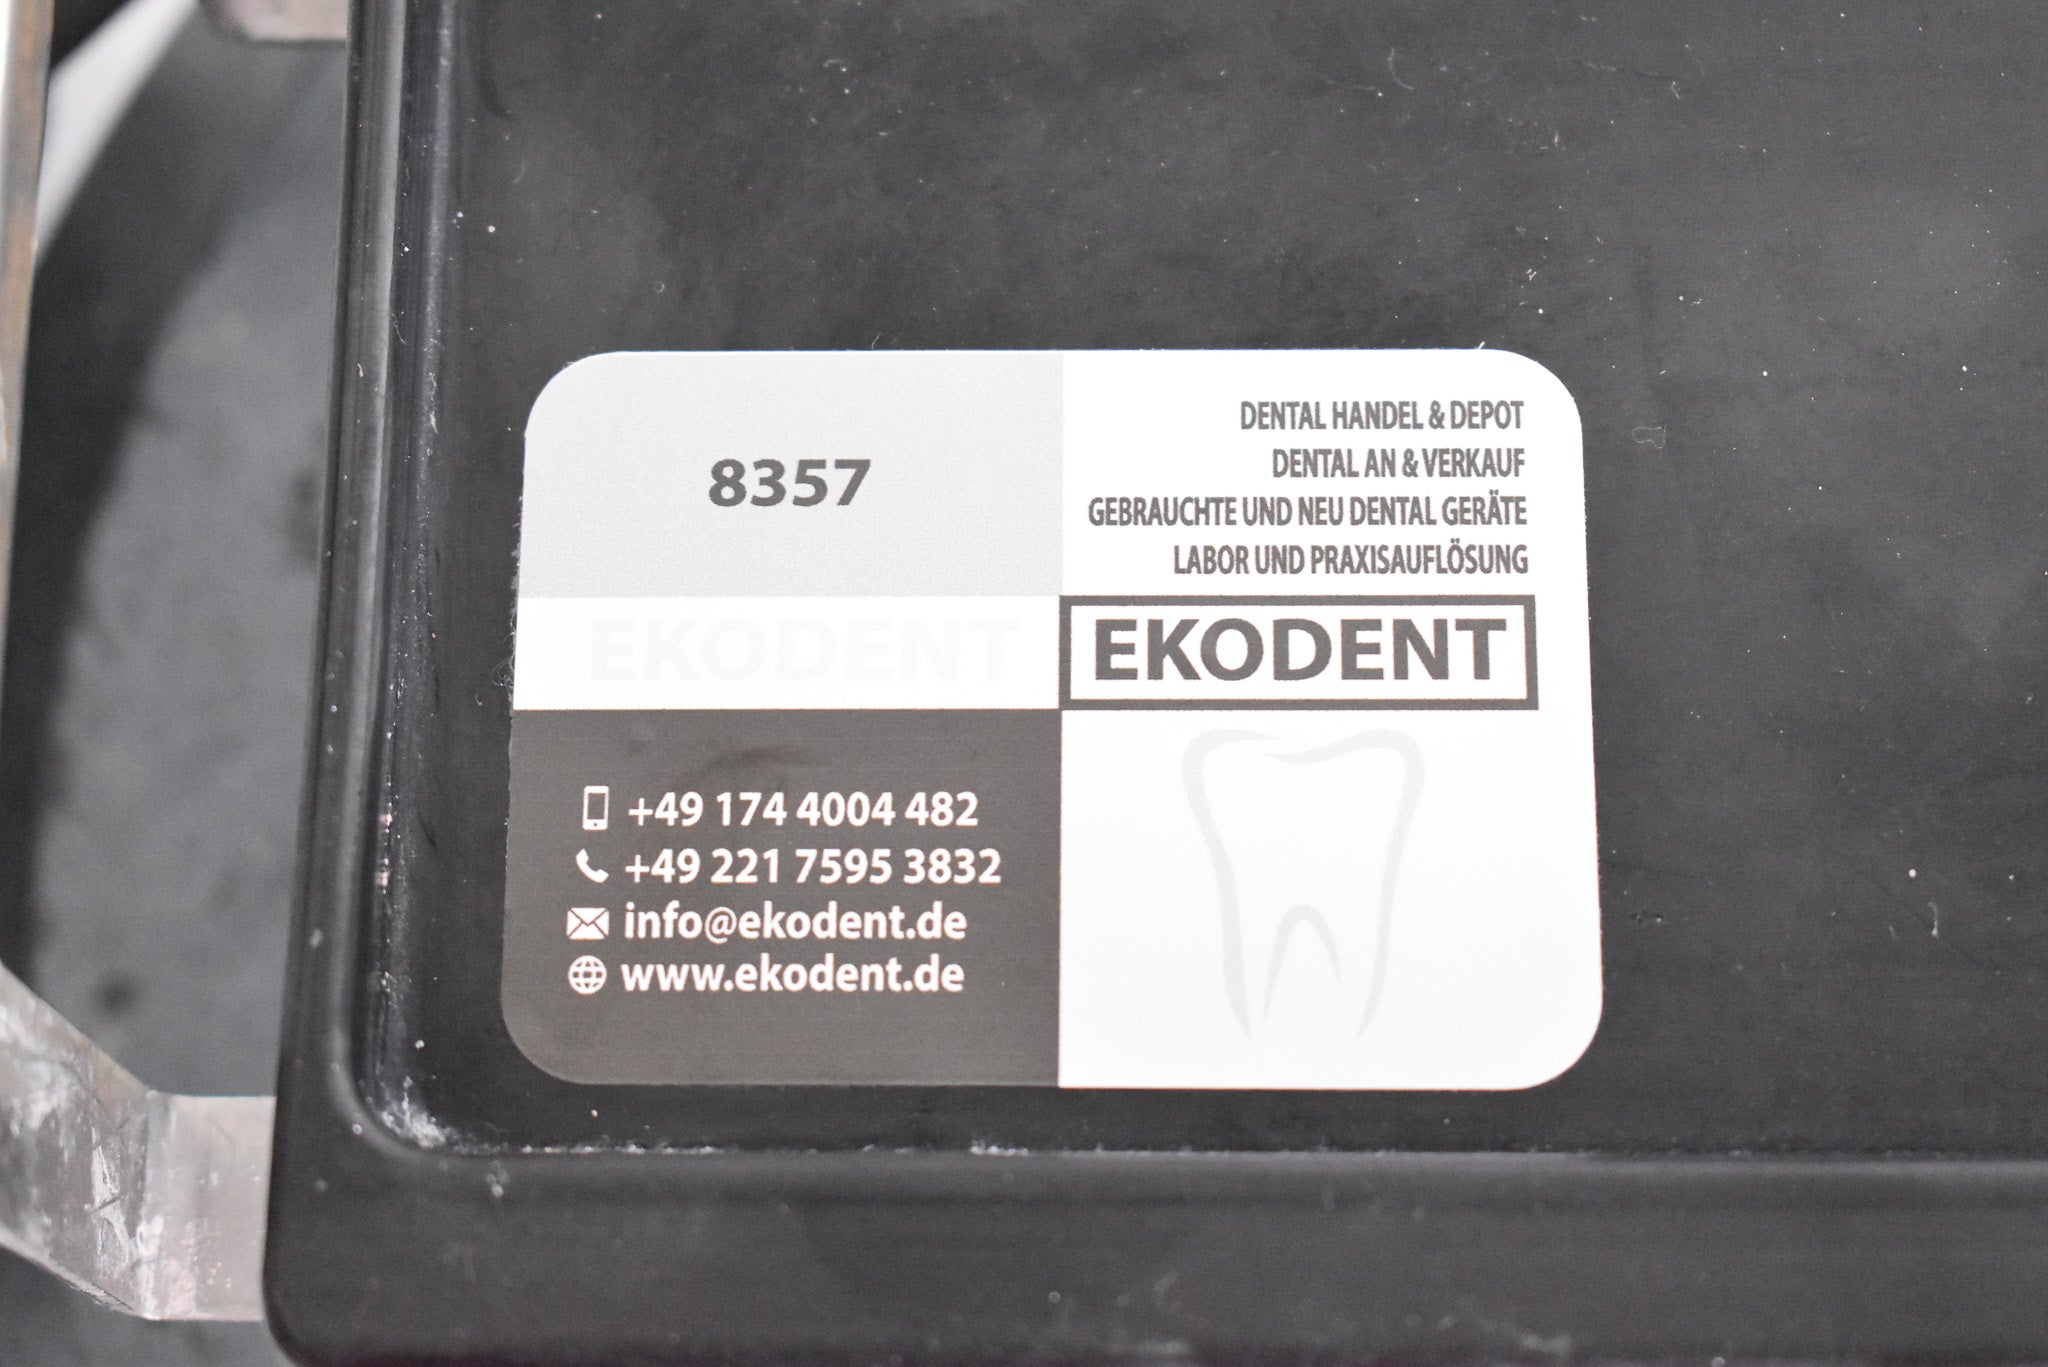 8357
DENTAL HANDEL & DEPOT
DENTAL AN & VERKAUF
GEBRAUCHTE UND NEU DENTAL GERÄTE
LABOR UND PRAXISAUFLÖSUNG
EKODENT
EKODENT
+49 174 4004 482
+49 221 7595 3832
info@ekodent.de
www.ekodent.de